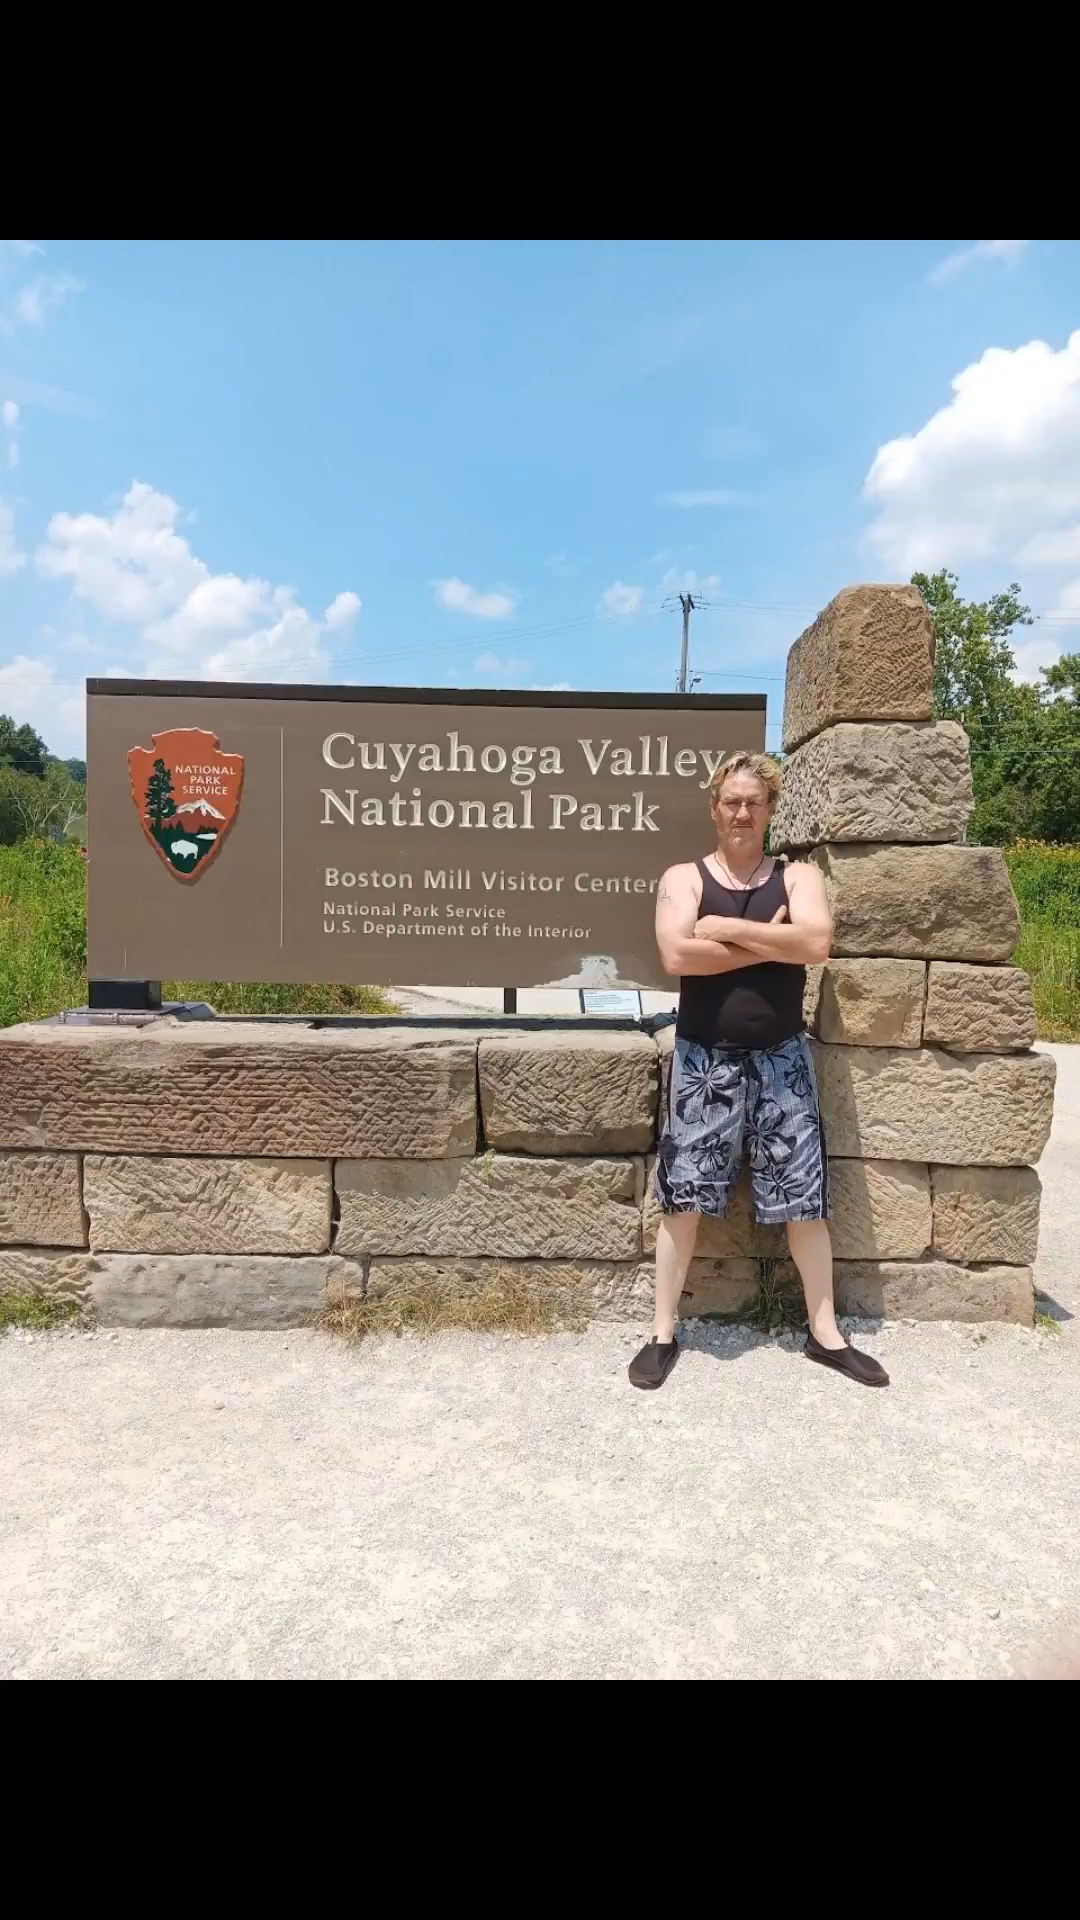 NATIONAL
PARK
SERVICE
Cuyahoga Valley
National Park
Boston Mill Visitor Center
National Park Service
U.S. Department of the Interior